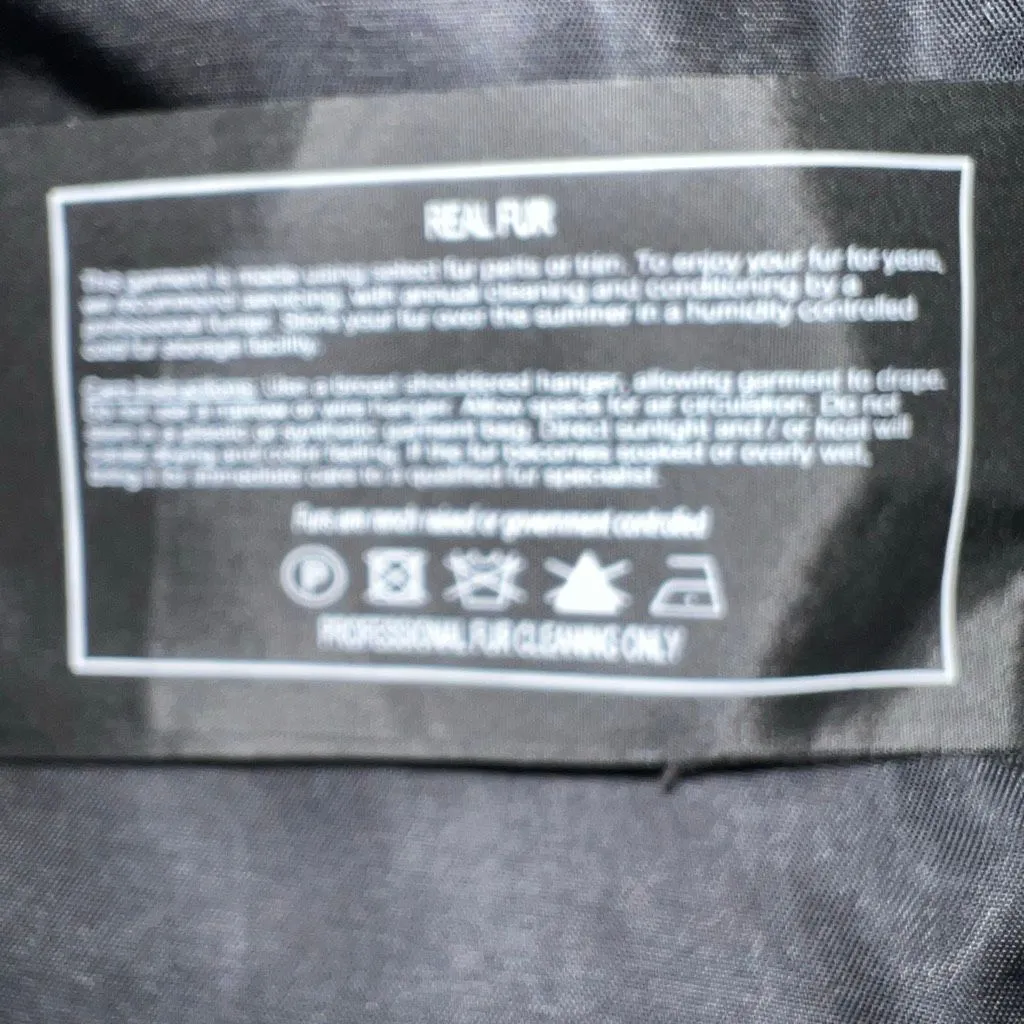 REAL FUR
This garment is made using select fur pelts or trim. To enjoy your fur for years,
we recommend servicing, with annual cleaning and conditioning by a
professional furrier. Store your fur over the summer in a humidity controlled
cold fur storage facility.
Care Instructions: Use a broad shouldered hanger, allowing garment to drape.
Do not use a narrow or wire hanger. Allow space for air circulation. Do not
store in a plastic or synthetic garment bag. Direct sunlight and / or heat will
cause drying and color fading. If the fur becomes soaked or overly wet,
bring it for immediate care to a qualified fur specialist.
Furs are ranch raised or government controlled
P
PROFESSIONAL FUR CLEANING ONLY